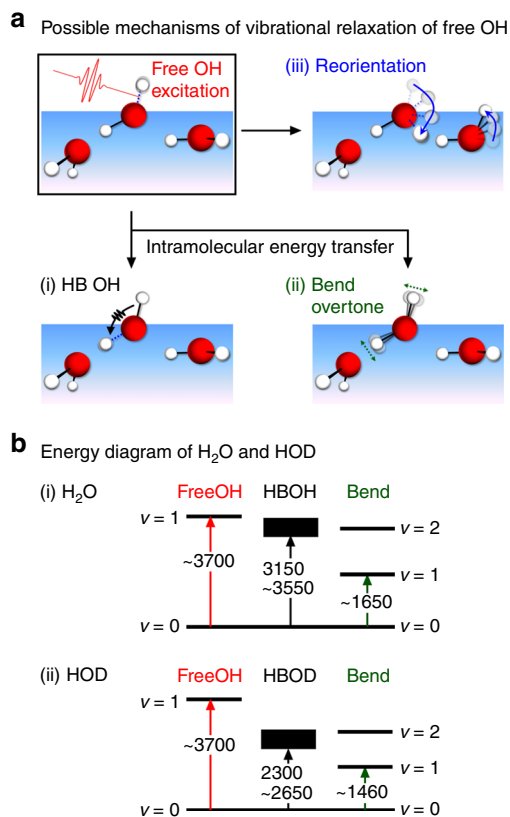 a Possible mechanisms of vibrational relaxation of free OH
Free OH
excitation
(iii) Reorientation
Intramolecular energy transfer
(i) HB OH
(ii) Bend
overtone
b Energy diagram of H₂O and HOD
(i) H₂O
FreeOH HBOH Bend
v = 1
v = 2
~3700
3150
~3550
v = 1
~1650
v = 0 v = 0
(ii) HOD
FreeOH HBOD Bend
v = 1
v = 2
~3700
2300
~2650
v = 1
~1460
v = 0 v = 0